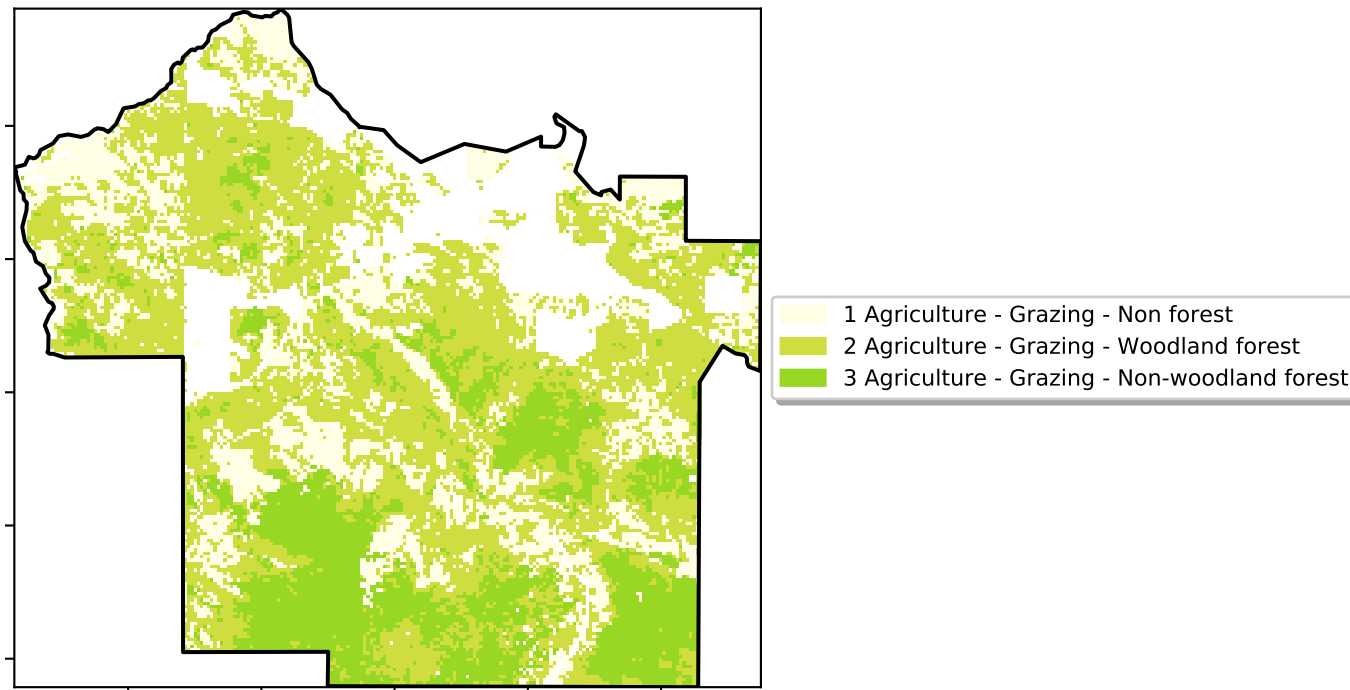 1 Agriculture - Grazing - Non forest
2 Agriculture - Grazing - Woodland forest
3 Agriculture - Grazing - Non-woodland forest